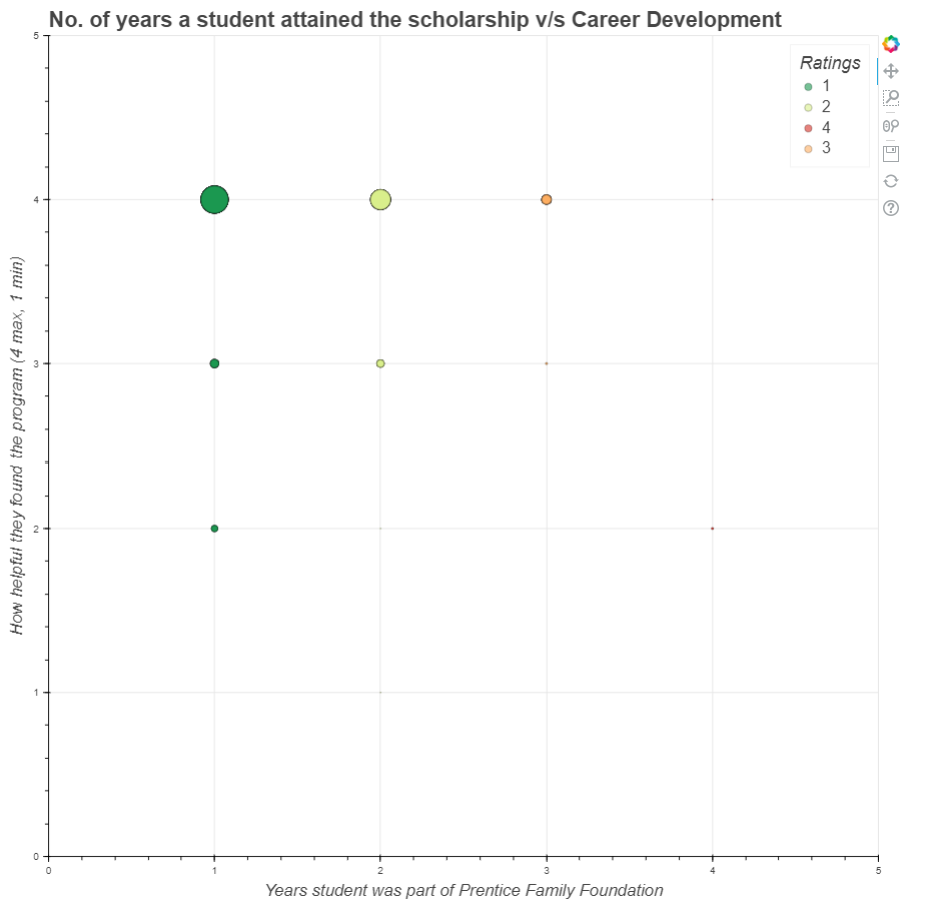 No. of years a student attained the scholarship v/s Career Development
Ratings
1
2
4
3
How helpful they found the program (4 max, 1 min)
5
4
3
2
1
0
0 1 2 3 4 5
Years student was part of Prentice Family Foundation